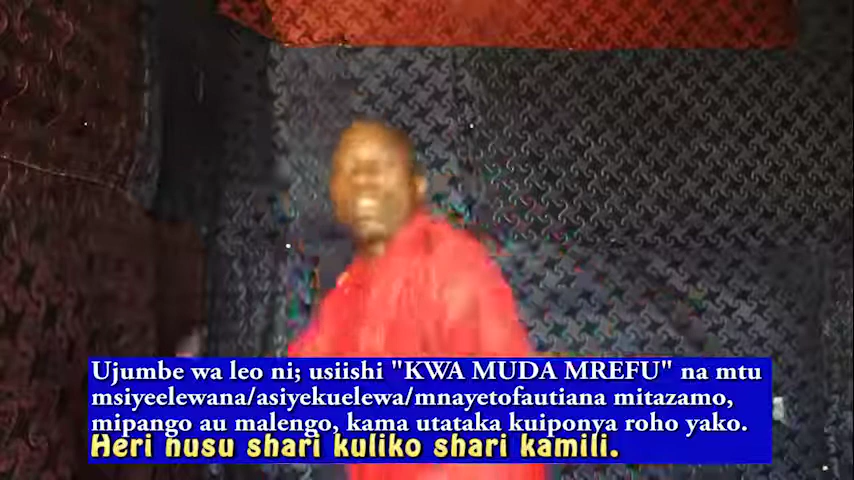 Ujumbe wa leo ni; usiishi "KWA MUDA MREFU" na mtu
msiyeelewana/asiyekuelewa/mnayetofautiana mitazamo,
mipango au malengo, kama utataka kuiponya roho yako.
Heri nusu shari kuliko shari kamili.